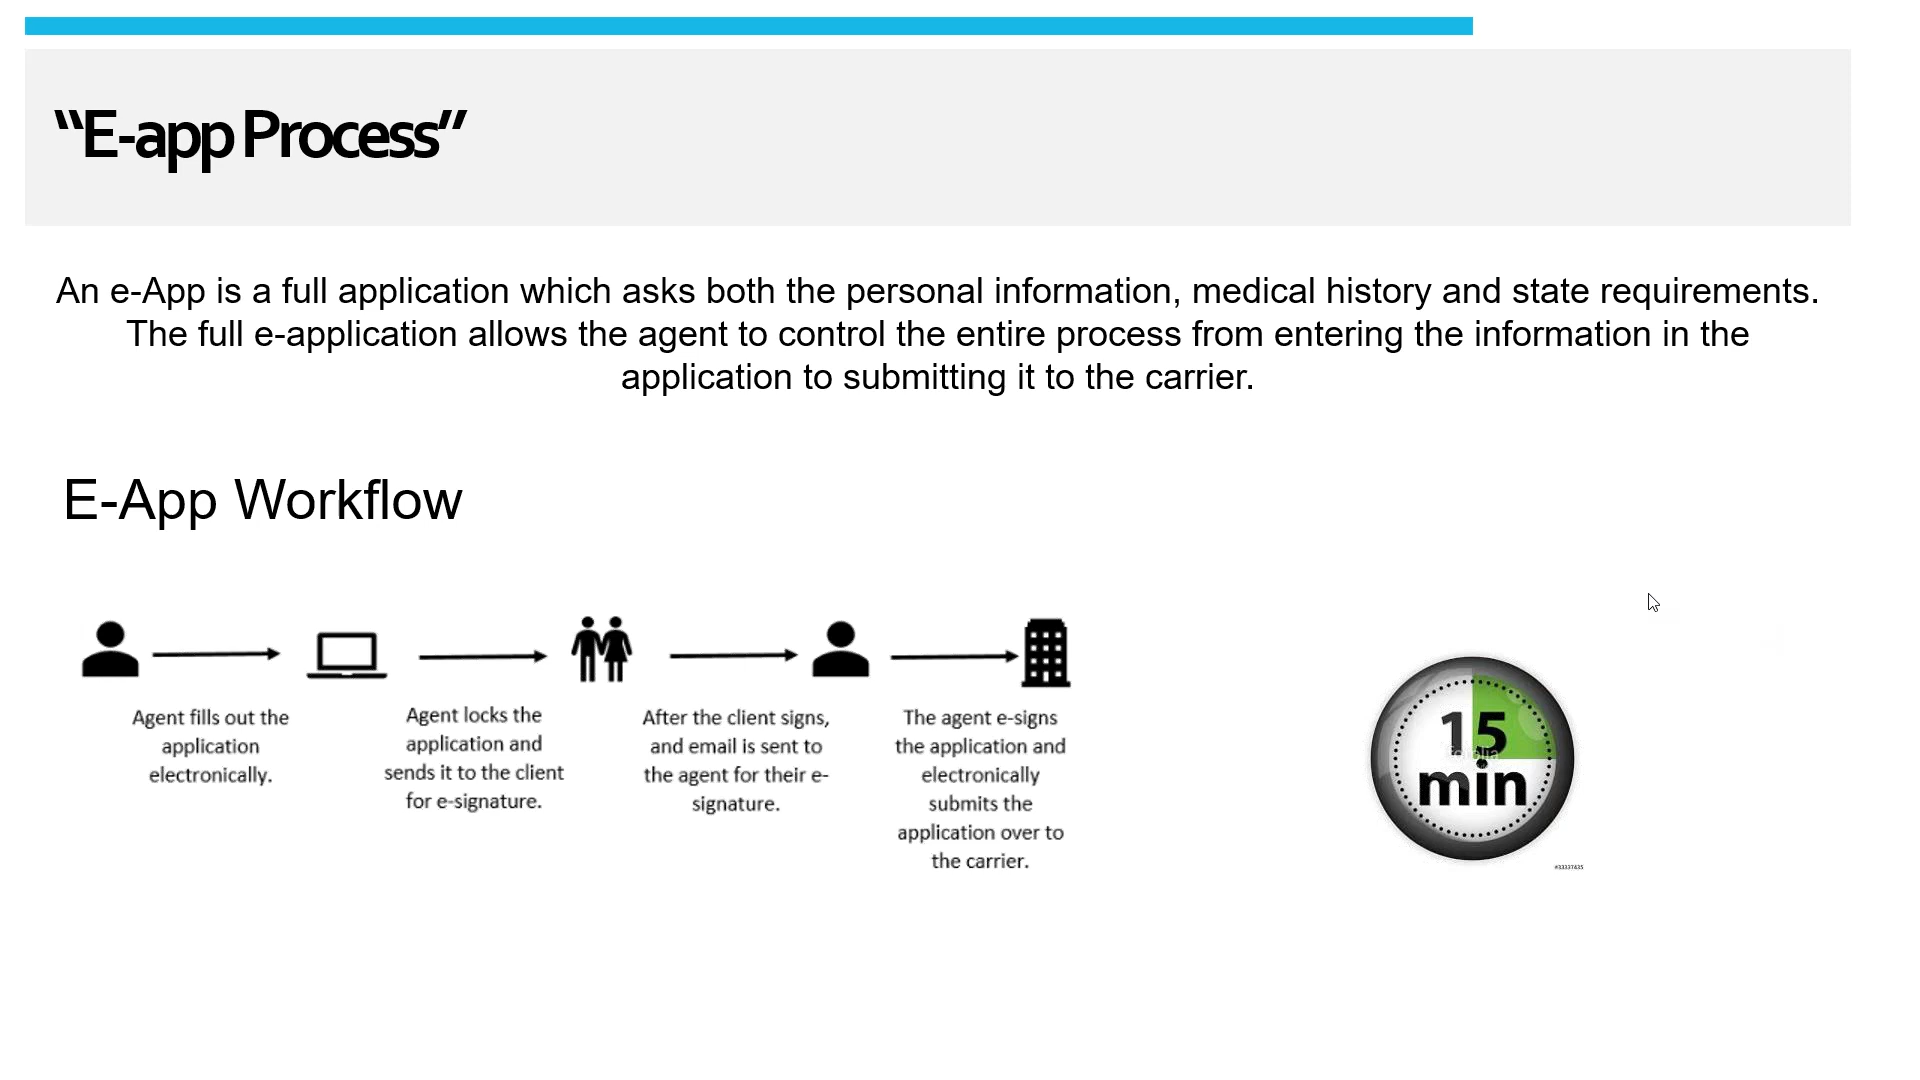 “E-app Process”
An e-App is a full application which asks both the personal information, medical history and state requirements.
The full e-application allows the agent to control the entire process from entering the information in the
application to submitting it to the carrier.
E-App Workflow
Agent fills out the
application
electronically.
Agent locks the
application and
sends it to the client
for e-signature.
After the client signs,
and email is sent to
the agent for their e-
signature.
The agent e-signs
the application and
electronically
submits the
application over to
the carrier.
15
min
#33337435